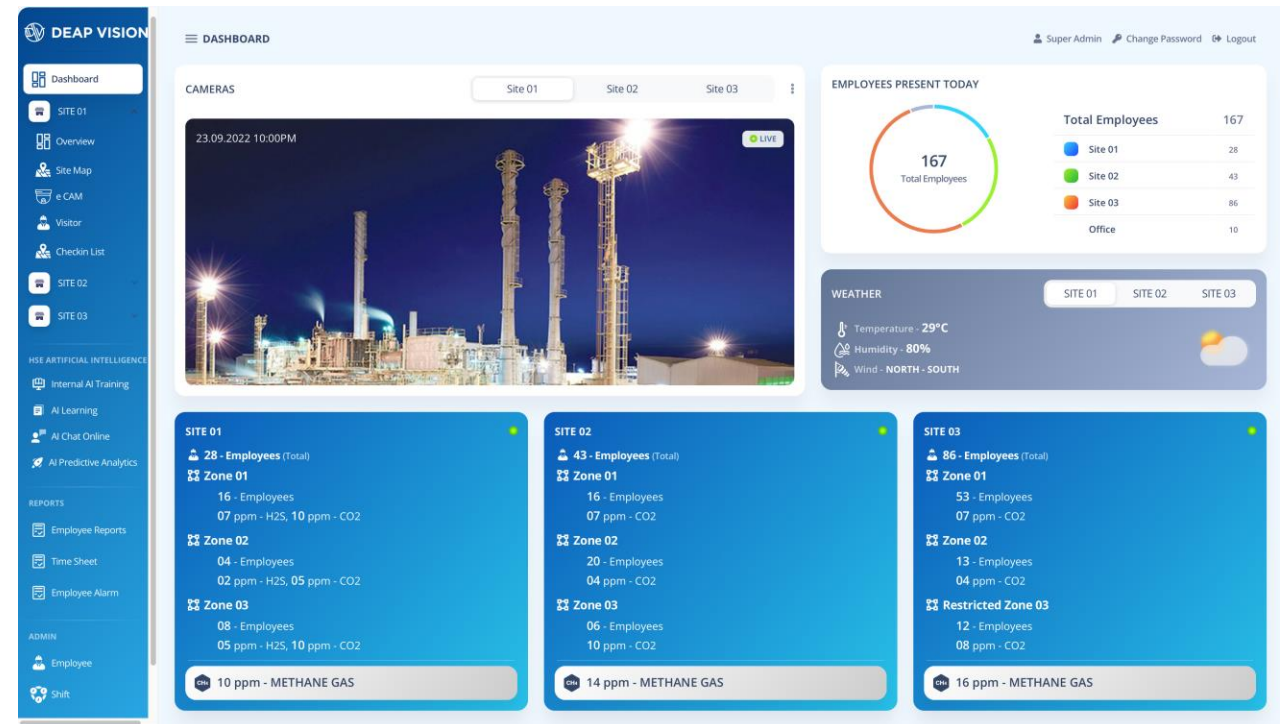 DEAP VISION
Dashboard
SITE 01
Overview
Site Map
e CAM
Visitor
Checkin List
SITE 02
SITE 03
HSE ARTIFICIAL INTELLIGENCE
Internal AI Training
AI Learning
AI Chat Online
AI Predictive Analytics
REPORTS
Employee Reports
Time Sheet
Employee Alarm
ADMIN
Employee
Shift
DASHBOARD
Super Admin Change Password Logout
CAMERAS
Site 01 Site 02 Site 03
23.09.2022 10:00PM
LIVE
EMPLOYEES PRESENT TODAY
167
Total Employees
Total Employees 167
Site 01 28
Site 02 43
Site 03 86
Office 10
WEATHER
SITE 01 SITE 02 SITE 03
Temperature - 29°C
Humidity - 80%
Wind - NORTH - SOUTH
SITE 01
28 - Employees (Total)
Zone 01
16 - Employees
07 ppm - H2S, 10 ppm - CO2
Zone 02
04 - Employees
02 ppm - H2S, 05 ppm - CO2
Zone 03
08 - Employees
05 ppm - H2S, 10 ppm - CO2
CH4 10 ppm - METHANE GAS
SITE 02
43 - Employees (Total)
Zone 01
16 - Employees
07 ppm - CO2
Zone 02
20 - Employees
04 ppm - CO2
Zone 03
06 - Employees
10 ppm - CO2
CH4 14 ppm - METHANE GAS
SITE 03
86 - Employees (Total)
Zone 01
53 - Employees
07 ppm - CO2
Zone 02
13 - Employees
04 ppm - CO2
Restricted Zone 03
12 - Employees
08 ppm - CO2
CH4 16 ppm - METHANE GAS